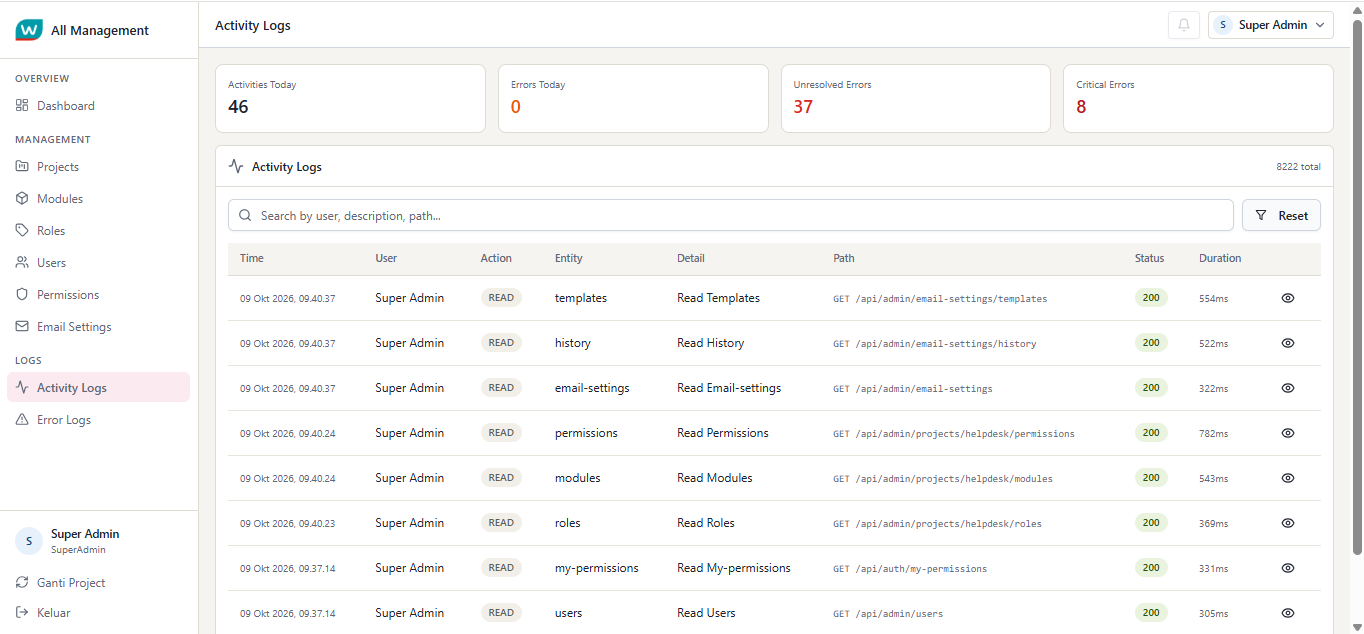 W All Management
OVERVIEW
Dashboard
MANAGEMENT
Projects
Modules
Roles
Users
Permissions
Email Settings
LOGS
Activity Logs
Error Logs
S Super Admin
SuperAdmin
Ganti Project
Keluar
Activity Logs
S Super Admin
Activities Today
46
Errors Today
0
Unresolved Errors
37
Critical Errors
8
Activity Logs 8222 total
Search by user, description, path... Reset
Time User Action Entity Detail Path Status Duration
09 Okt 2026, 09.40.37 Super Admin READ templates Read Templates GET /api/admin/email-settings/templates 200 554ms
09 Okt 2026, 09.40.37 Super Admin READ history Read History GET /api/admin/email-settings/history 200 522ms
09 Okt 2026, 09.40.37 Super Admin READ email-settings Read Email-settings GET /api/admin/email-settings 200 322ms
09 Okt 2026, 09.40.24 Super Admin READ permissions Read Permissions GET /api/admin/projects/helpdesk/permissions 200 782ms
09 Okt 2026, 09.40.24 Super Admin READ modules Read Modules GET /api/admin/projects/helpdesk/modules 200 543ms
09 Okt 2026, 09.40.23 Super Admin READ roles Read Roles GET /api/admin/projects/helpdesk/roles 200 369ms
09 Okt 2026, 09.37.14 Super Admin READ my-permissions Read My-permissions GET /api/auth/my-permissions 200 331ms
09 Okt 2026, 09.37.14 Super Admin READ users Read Users GET /api/admin/users 200 305ms